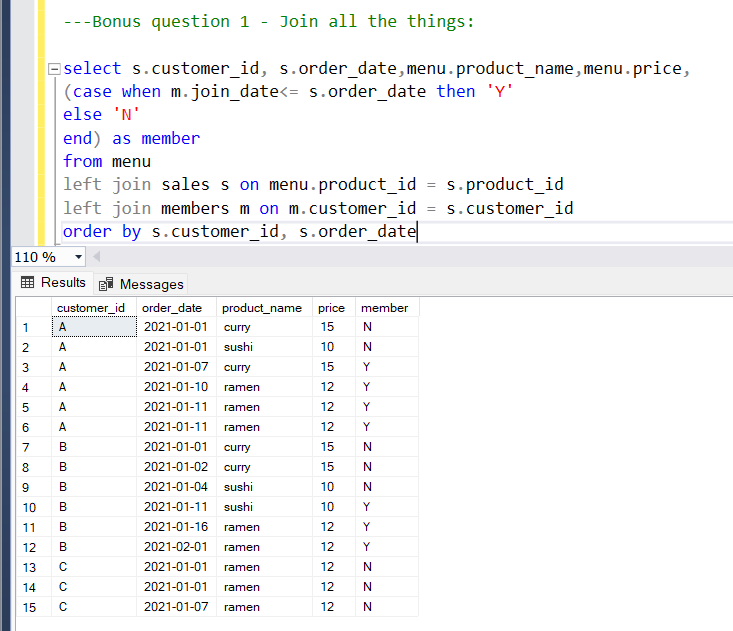 ---Bonus question 1 - Join all the things:
select s.customer_id, s.order_date,menu.product_name,menu.price,
(case when m.join_date<= s.order_date then 'Y'
else 'N'
end) as member
from menu
left join sales s on menu.product_id = s.product_id
left join members m on m.customer_id = s.customer_id
order by s.customer_id, s.order_date
110 %
Results Messages
customer_id order_date product_name price member
1 A 2021-01-01 curry 15 N
2 A 2021-01-01 sushi 10 N
3 A 2021-01-07 curry 15 Y
4 A 2021-01-10 ramen 12 Y
5 A 2021-01-11 ramen 12 Y
6 A 2021-01-11 ramen 12 Y
7 B 2021-01-01 curry 15 N
8 B 2021-01-02 curry 15 N
9 B 2021-01-04 sushi 10 N
10 B 2021-01-11 sushi 10 Y
11 B 2021-01-16 ramen 12 Y
12 B 2021-02-01 ramen 12 Y
13 C 2021-01-01 ramen 12 N
14 C 2021-01-01 ramen 12 N
15 C 2021-01-07 ramen 12 N